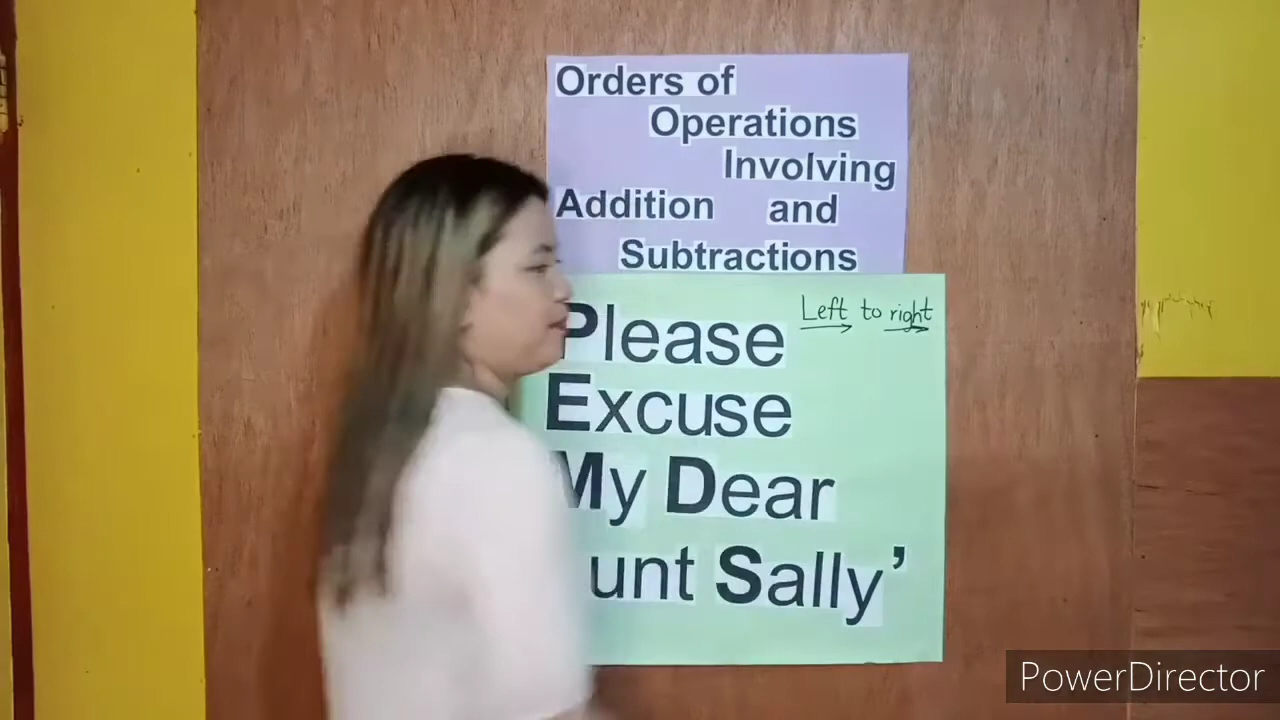 Orders of
Operations
Involving
Addition and
Subtractions
Left to right
Please
Excuse
My Dear
unt Sally’
PowerDirector